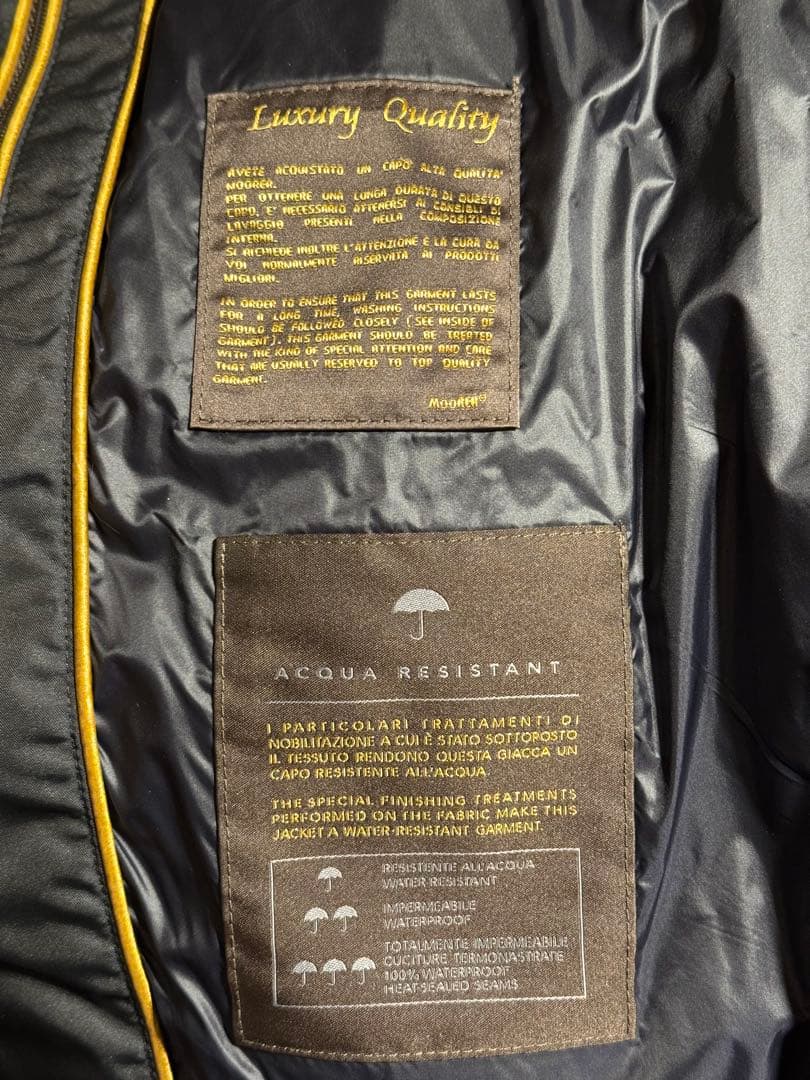 Luxury Quality
AVETE ACQUISTATO UN CAPO ALTA QUALITA'
MOORER.
PER OTTENERE UNA LUNGA DURATA DI QUESTO
CAPO, E' NECESSARIO ATTENERSI AI CONSIGLI DI
LAVAGGIO PRESENTI NELLA COMPOSIZIONE
INTERNA.
SI RICHIEDE INOLTRE L'ATTENZIONE E LA CURA DA
VOI NORMALMENTE RISERVATA AI PRODOTTI
MIGLIORI.
IN ORDER TO ENSURE THAT THIS GARMENT LASTS
FOR A LONG TIME, WASHING INSTRUCTIONS
SHOULD BE FOLLOWED CLOSELY (SEE INSIDE OF
GARMENT). THIS GARMENT SHOULD BE TREATED
WITH THE KIND OF SPECIAL ATTENTION AND CARE
THAT ARE USUALLY RESERVED TO TOP QUALITY
GARMENT.
MOORER®
ACQUA RESISTANT
I PARTICOLARI TRATTAMENTI DI
NOBILITAZIONE A CUI È STATO SOTTOPOSTO
IL TESSUTO RENDONO QUESTA GIACCA UN
CAPO RESISTENTE ALL'ACQUA.
THE SPECIAL FINISHING TREATMENTS
PERFORMED ON THE FABRIC MAKE THIS
JACKET A WATER-RESISTANT GARMENT.
RESISTENTE ALL'ACQUA
WATER RESISTANT
IMPERMEABILE
WATERPROOF
TOTALMENTE IMPERMEABILE
CUCITURE TERMONASTRATE
100% WATERPROOF
HEAT-SEALED SEAMS